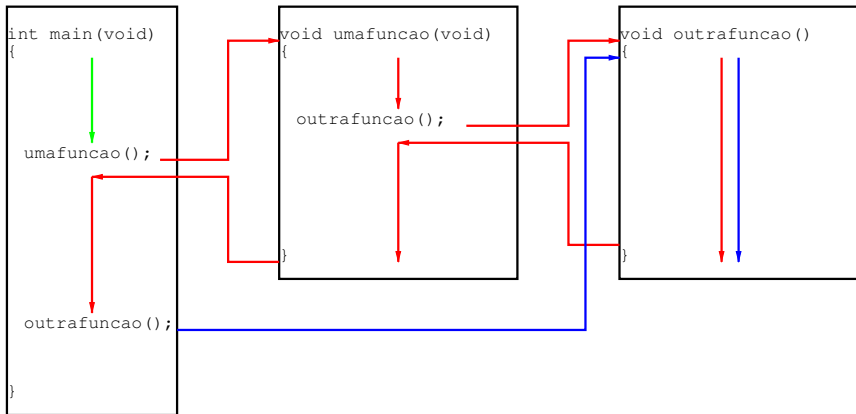 int main(void)
{
umafuncao();
outrafuncao();
}
void umafuncao(void)
{
outrafuncao();
}
void outrafuncao()
{
}